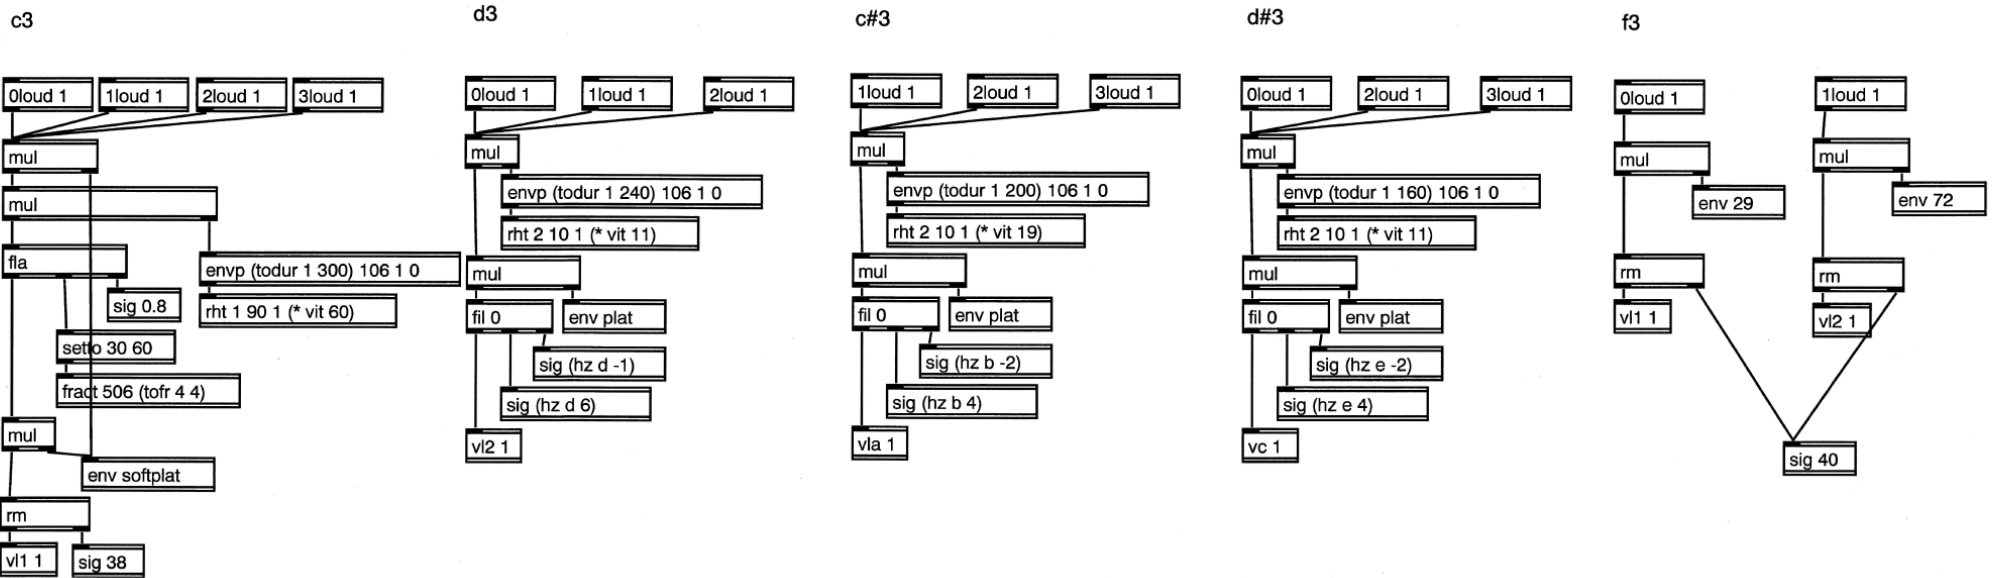 c3
0loud 1
1loud 1
2loud 1
3loud 1
mul
mul
fla
envp (todur 1 300) 106 1 0
sig 0.8
rht 1 90 1 (* vit 60)
setto 30 60
fract 506 (tofr 4 4)
mul
env softplat
rm
vl1 1
sig 38
d3
0loud 1
1loud 1
2loud 1
mul
envp (todur 1 240) 106 1 0
rht 2 10 1 (* vit 11)
mul
fil 0
env plat
sig (hz d -1)
sig (hz d 6)
vl2 1
c#3
1loud 1
2loud 1
3loud 1
mul
envp (todur 1 200) 106 1 0
rht 2 10 1 (* vit 19)
mul
fil 0
env plat
sig (hz b -2)
sig (hz b 4)
vla 1
d#3
0loud 1
2loud 1
3loud 1
mul
envp (todur 1 160) 106 1 0
rht 2 10 1 (* vit 11)
mul
fil 0
env plat
sig (hz e -2)
sig (hz e 4)
vc 1
f3
0loud 1
1loud 1
mul
mul
env 29
env 72
rm
rm
vl1 1
vl2 1
sig 40